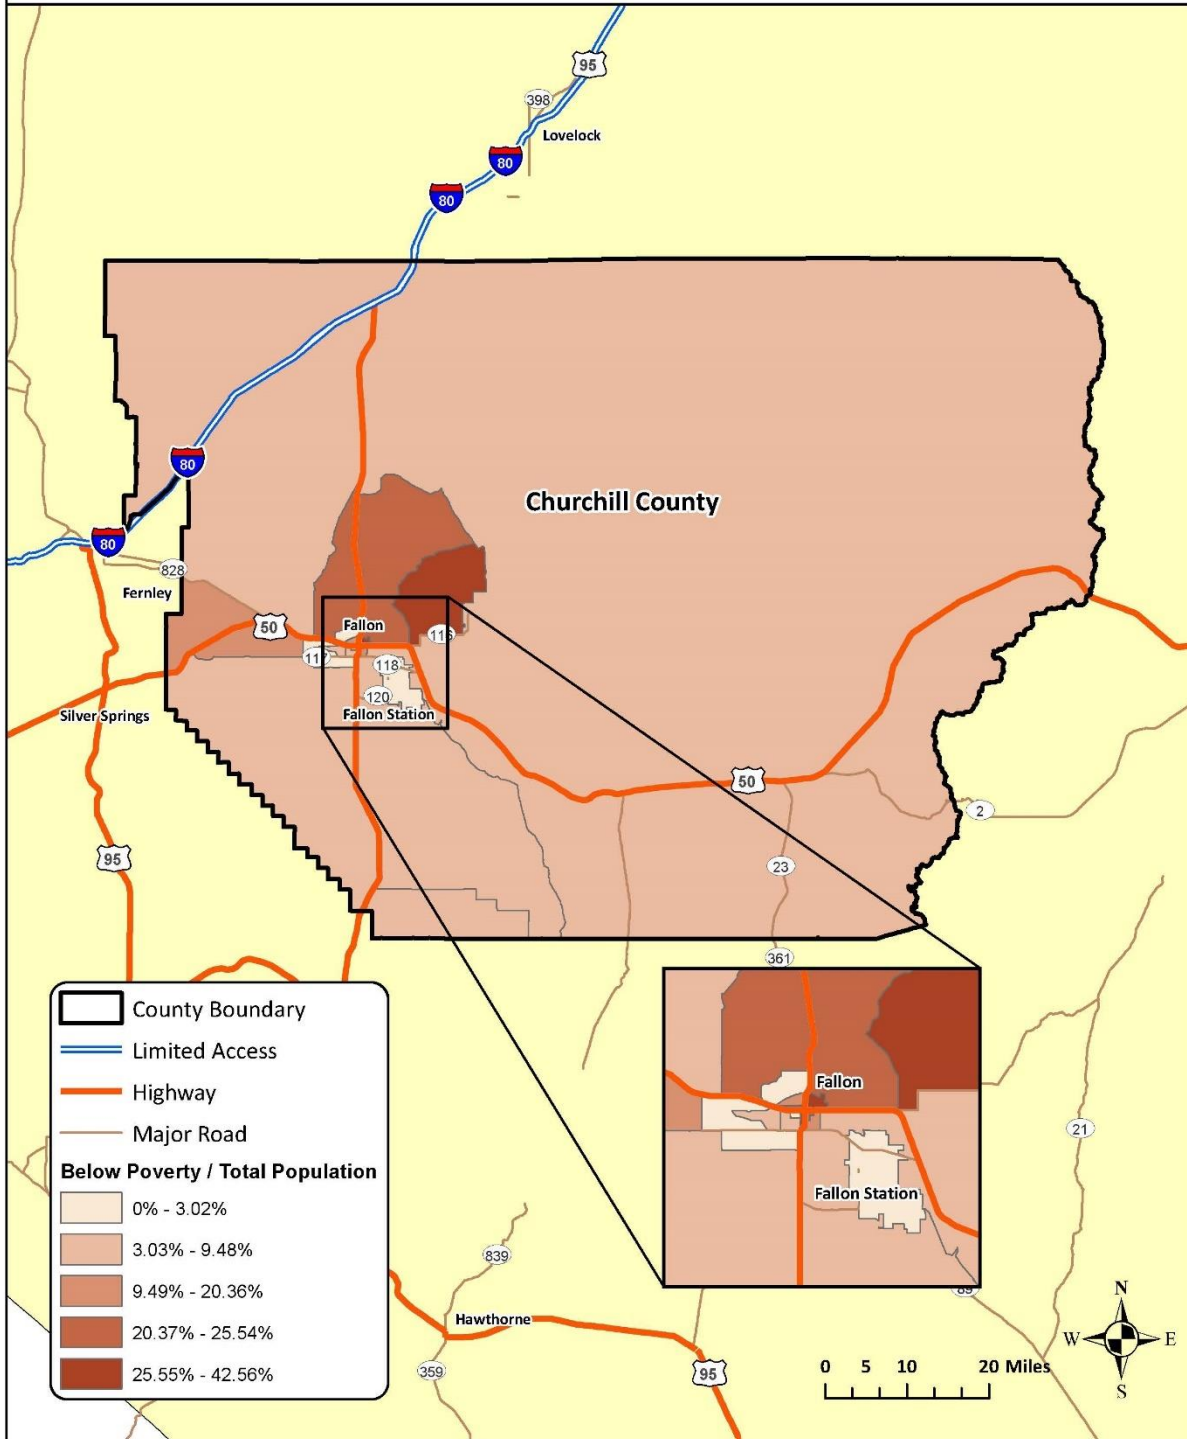 95
398
Lovelock
80
80
80
Churchill County
80
828
Fernley
50
Fallon
116
117
118
120
Fallon Station
Silver Springs
50
2
95
23
361
County Boundary
Limited Access
Highway
Major Road
Below Poverty / Total Population
0% - 3.02%
3.03% - 9.48%
9.49% - 20.36%
20.37% - 25.54%
25.55% - 42.56%
Fallon
Fallon Station
21
839
89
Hawthorne
359
95
N
W E
S
0 5 10 20 Miles